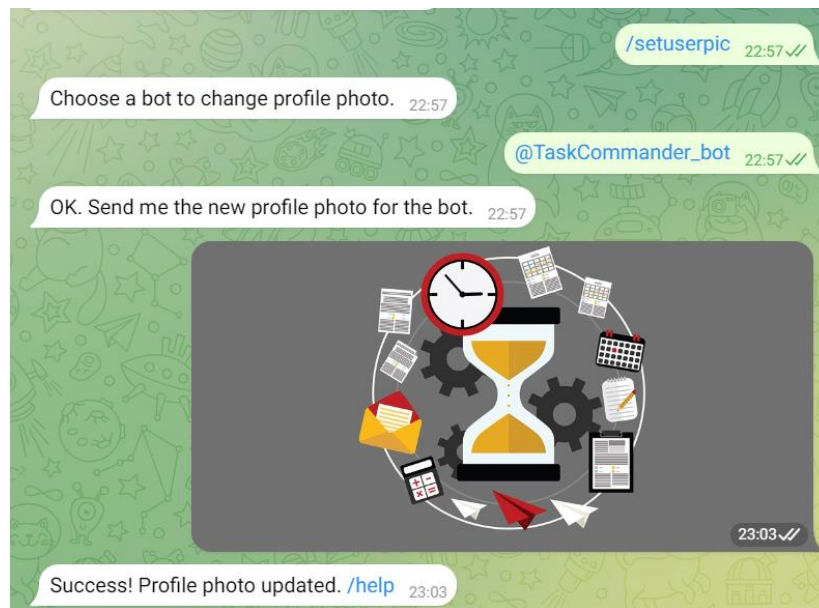 /setuserpic 22:57
Choose a bot to change profile photo. 22:57
@TaskCommander_bot 22:57
OK. Send me the new profile photo for the bot. 22:57
23:03
Success! Profile photo updated. /help 23:03